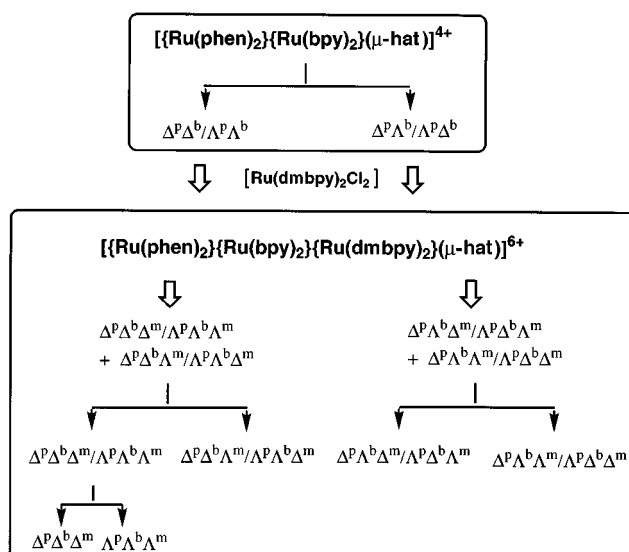 [{Ru(phen)₂}{Ru(bpy)₂}(μ-hat)]⁴⁺
ΔᵖΔᵇ/ΛᵖΛᵇ ΔᵖΛᵇ/ΛᵖΔᵇ
[Ru(dmbpy)₂Cl₂]
[{Ru(phen)₂}{Ru(bpy)₂}{Ru(dmbpy)₂}(μ-hat)]⁶⁺
ΔᵖΔᵇΔᵐ/ΛᵖΛᵇΛᵐ ΔᵖΛᵇΔᵐ/ΛᵖΔᵇΛᵐ
+ ΔᵖΔᵇΛᵐ/ΛᵖΛᵇΔᵐ + ΔᵖΛᵇΛᵐ/ΛᵖΔᵇΔᵐ
ΔᵖΔᵇΔᵐ/ΛᵖΛᵇΛᵐ ΔᵖΔᵇΛᵐ/ΛᵖΛᵇΔᵐ ΔᵖΛᵇΔᵐ/ΛᵖΔᵇΛᵐ ΔᵖΛᵇΛᵐ/ΛᵖΔᵇΔᵐ
ΔᵖΔᵇΔᵐ ΛᵖΛᵇΛᵐ